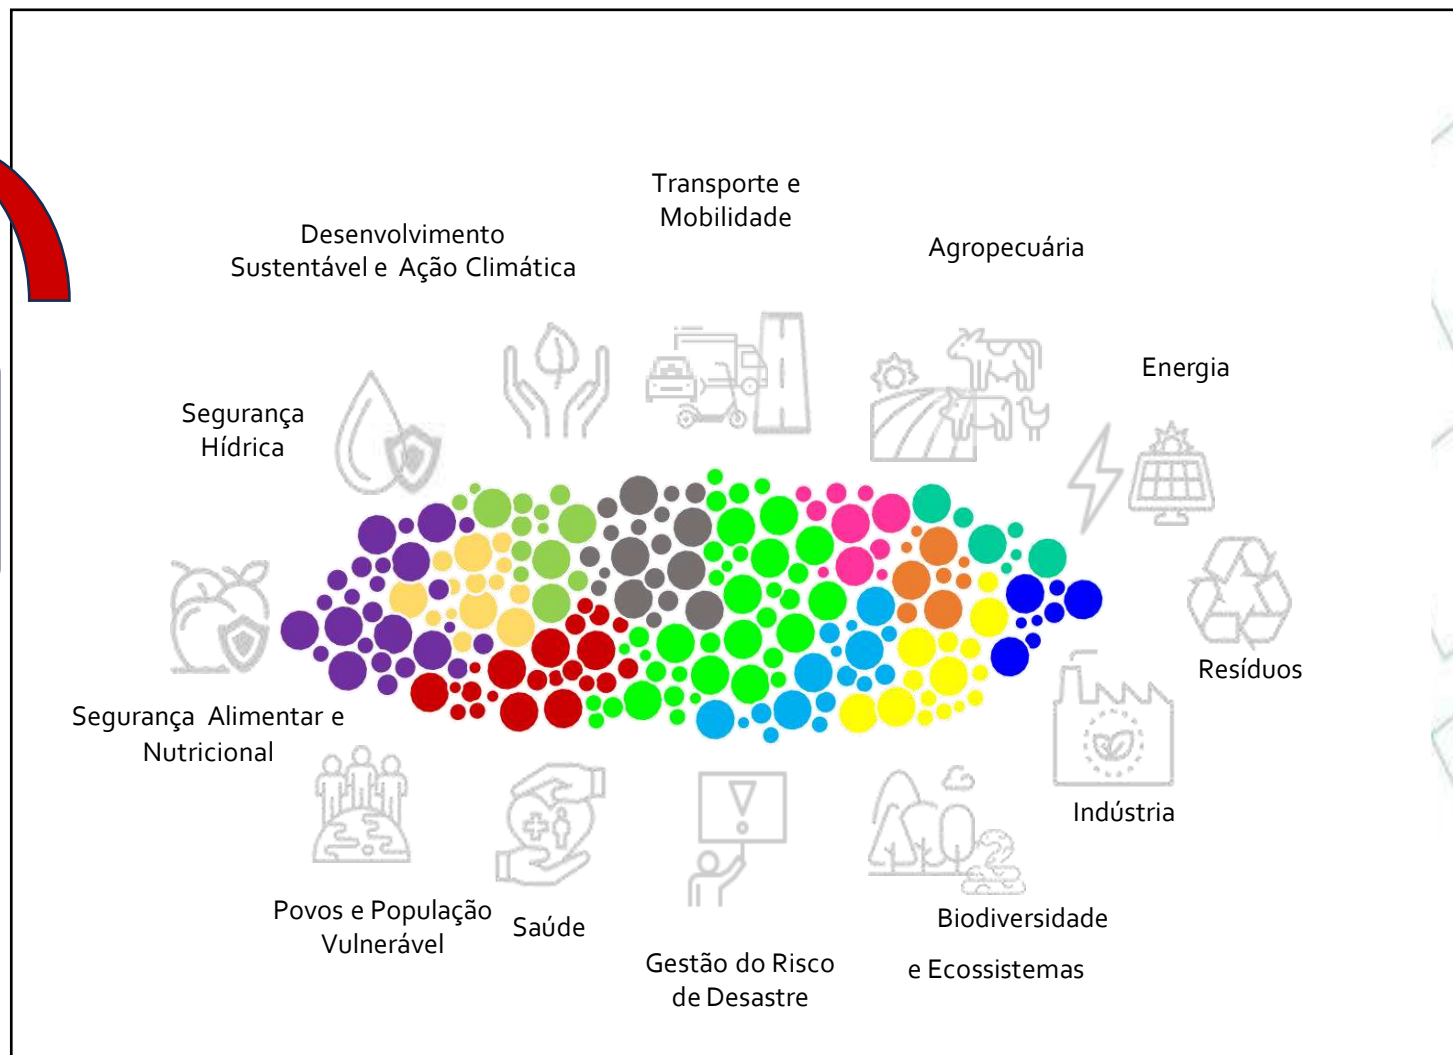 Transporte e
Mobilidade
Desenvolvimento
Sustentável e Ação Climática
Agropecuária
Energia
Segurança
Hídrica
Resíduos
Segurança Alimentar e
Nutricional
Indústria
Povos e População
Vulnerável
Saúde
Biodiversidade
e Ecossistemas
Gestão do Risco
de Desastre